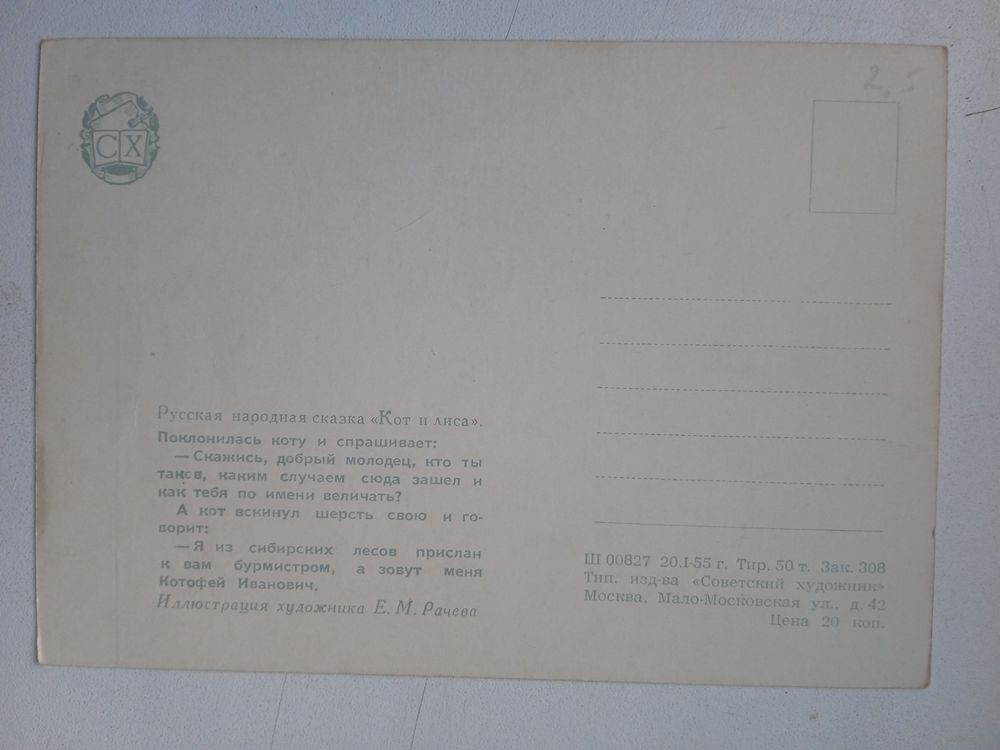 СХ
2,5
Русская народная сказка «Кот и лиса».
Поклонилась коту и спрашивает:
— Скажись, добрый молодец, кто ты
таков, каким случаем сюда зашел и
как тебя по имени величать?
А кот вскинул шерсть свою и го-
ворит:
— Я из сибирских лесов прислан
к вам бурмистром, а зовут меня
Котофей Иванович.
Иллюстрация художника Е. М. Рачева
Ш 00827 20.I-55 г. Тир. 50 т. Зак. 308
Тип. изд-ва «Советский художник»
Москва, Мало-Московская ул., д. 42
Цена 20 коп.